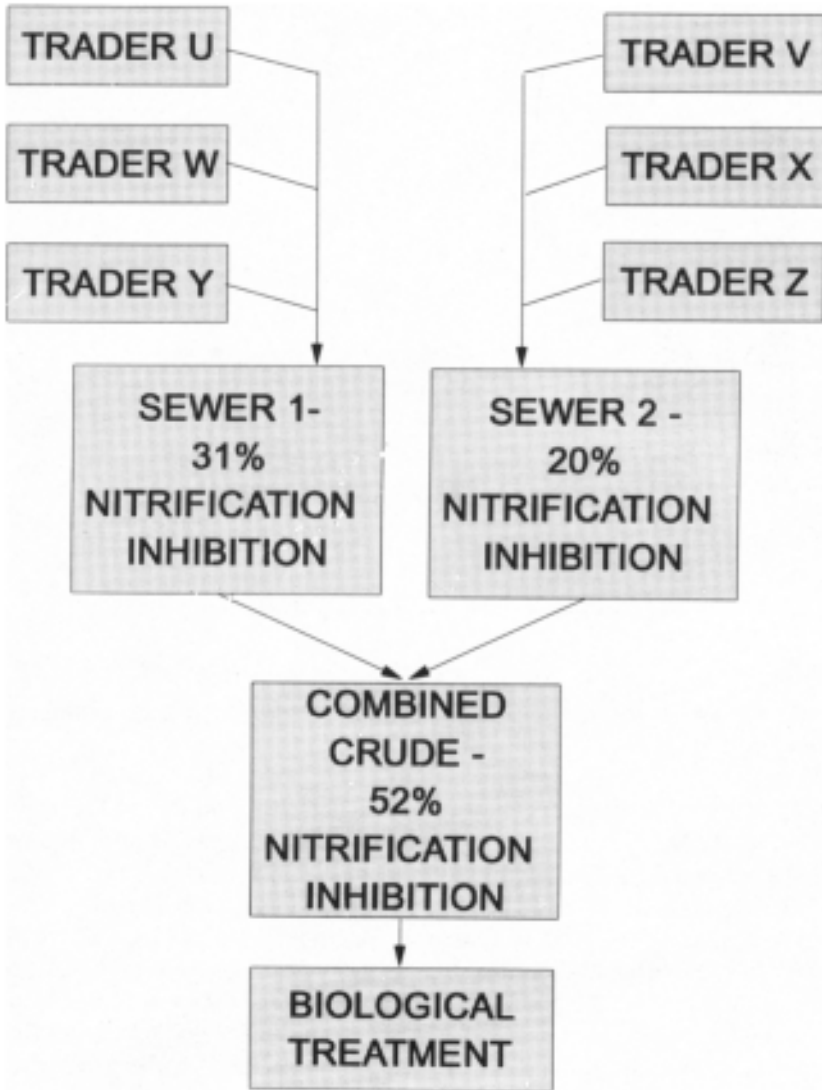 TRADER U
TRADER V
TRADER W
TRADER X
TRADER Y
TRADER Z
SEWER 1-
31%
NITRIFICATION
INHIBITION
SEWER 2 -
20%
NITRIFICATION
INHIBITION
COMBINED
CRUDE -
52%
NITRIFICATION
INHIBITION
BIOLOGICAL
TREATMENT